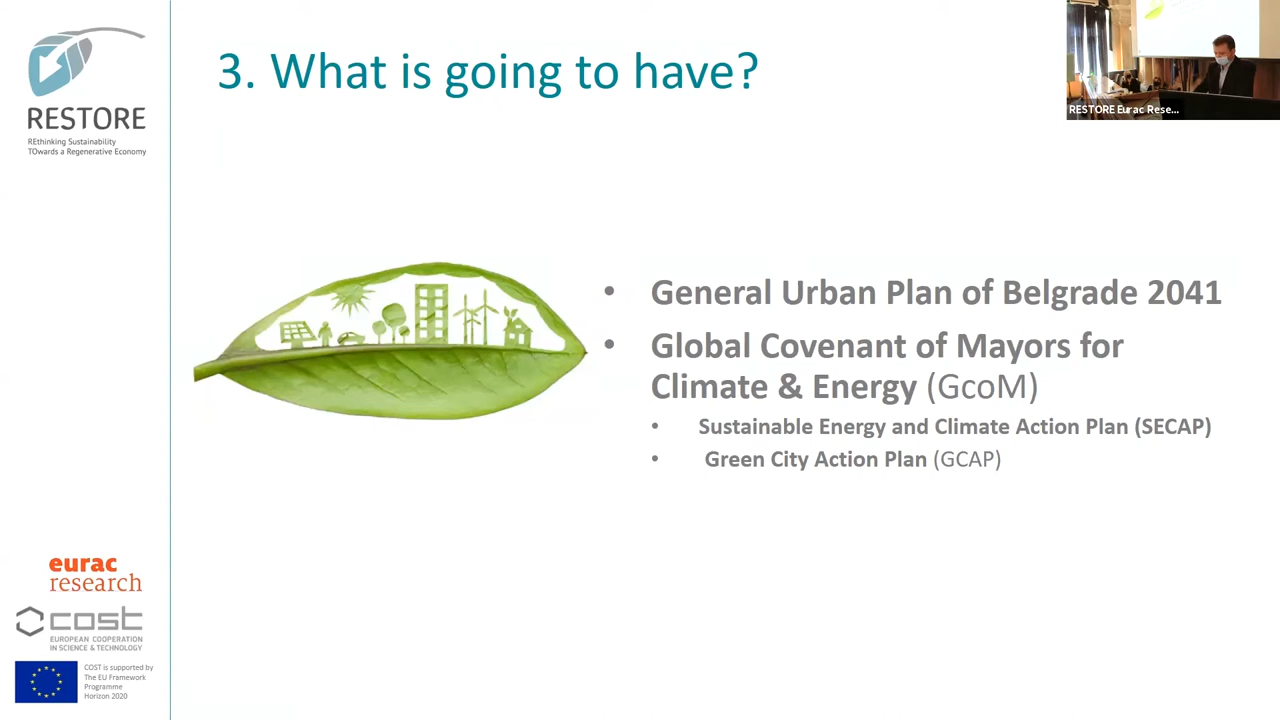 RESTORE
REthinking Sustainability
TOwards a Regenerative Economy
3. What is going to have?
RESTORE Eurac Rese...
• General Urban Plan of Belgrade 2041
• Global Covenant of Mayors for
Climate & Energy (GcoM)
• Sustainable Energy and Climate Action Plan (SECAP)
• Green City Action Plan (GCAP)
eurac
research
cost
EUROPEAN COOPERATION
IN SCIENCE & TECHNOLOGY
COST is supported by
The EU Framework
Programme
Horizon 2020